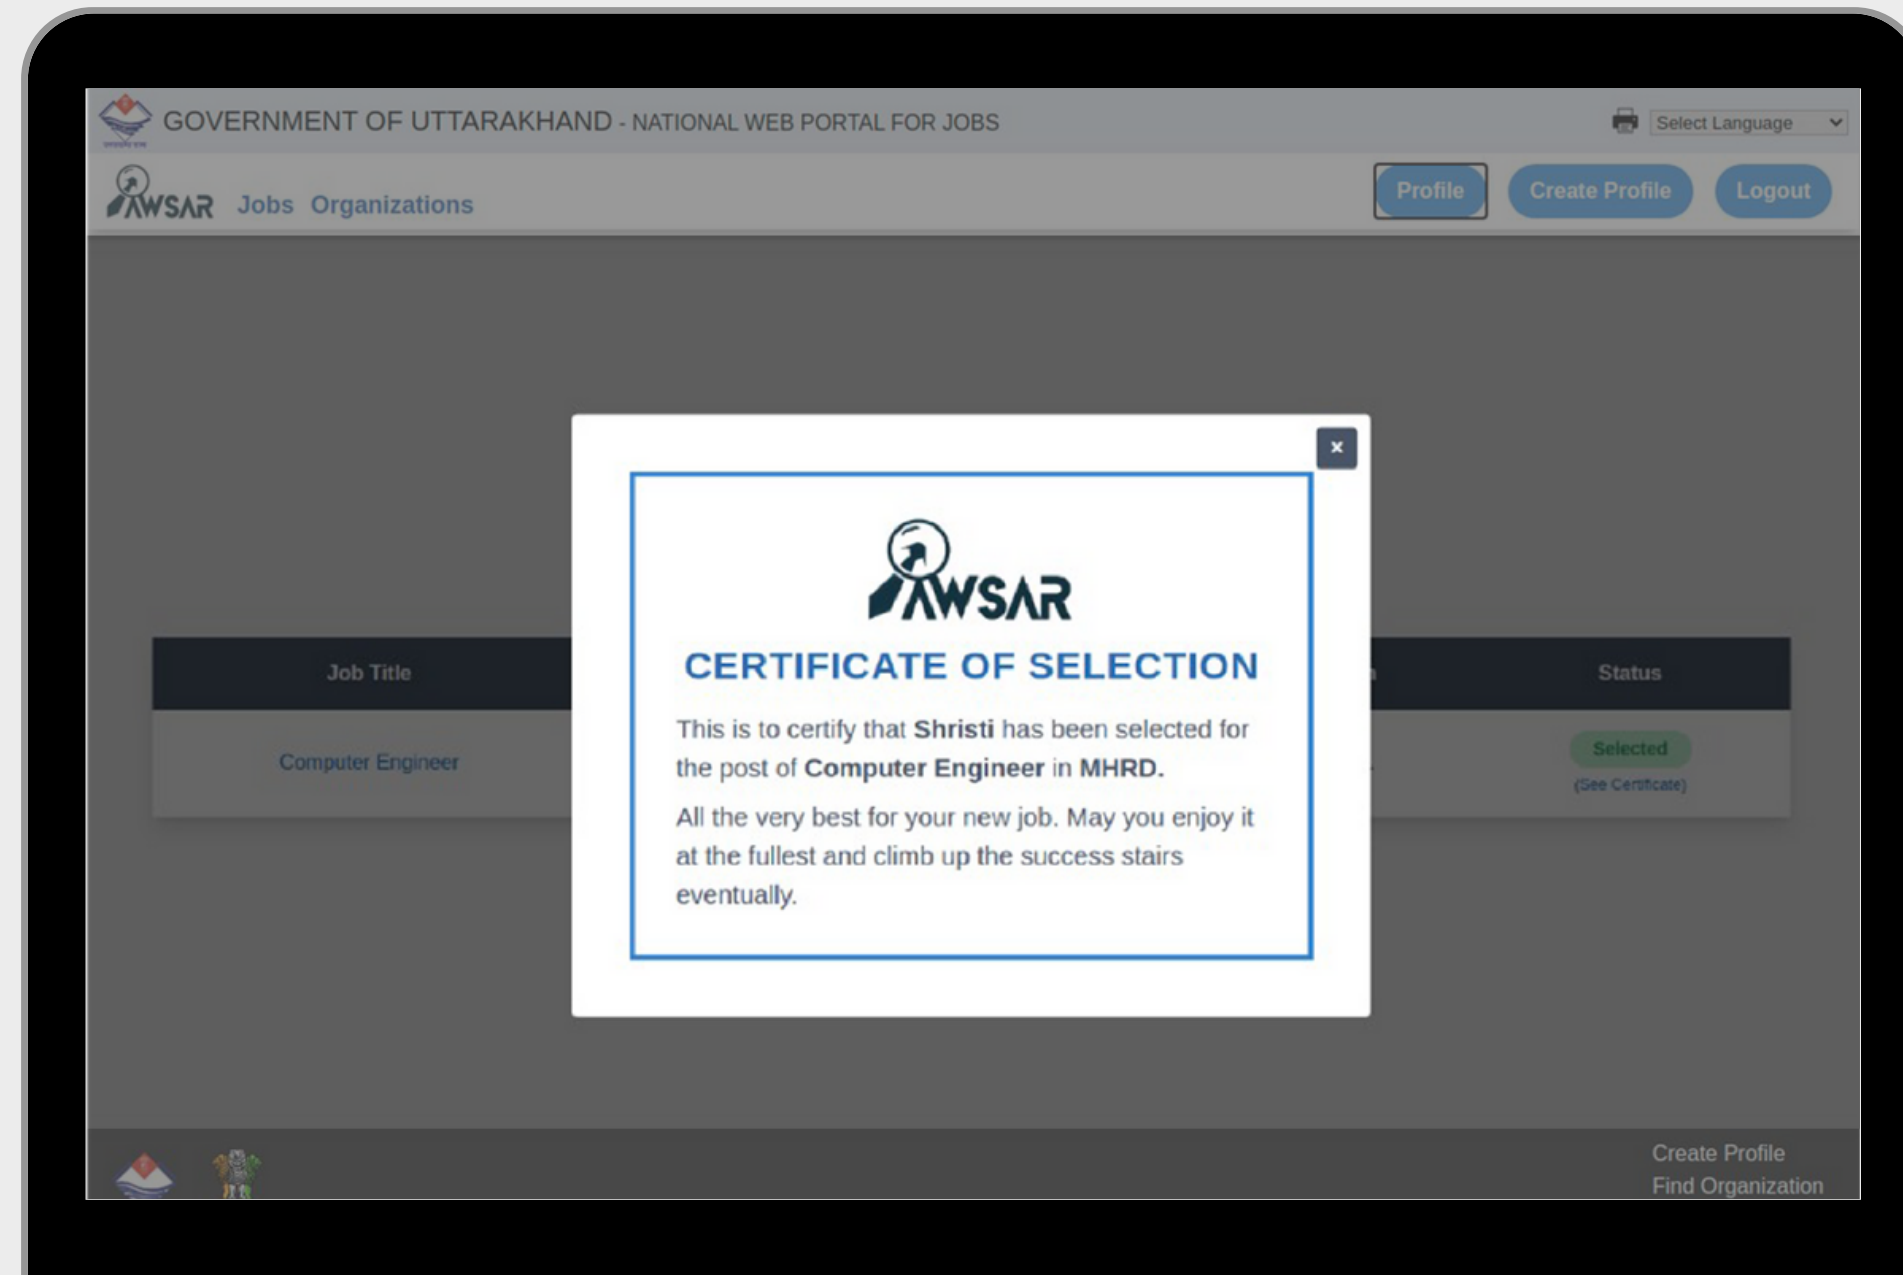 GOVERNMENT OF UTTARAKHAND - NATIONAL WEB PORTAL FOR JOBS
Select Language
AWSAR Jobs Organizations
Profile Create Profile Logout
AWSAR
CERTIFICATE OF SELECTION
This is to certify that Shristi has been selected for
the post of Computer Engineer in MHRD.
All the very best for your new job. May you enjoy it
at the fullest and climb up the success stairs
eventually.
Job Title
Status
Computer Engineer
Selected
(See Certificate)
Create Profile
Find Organization